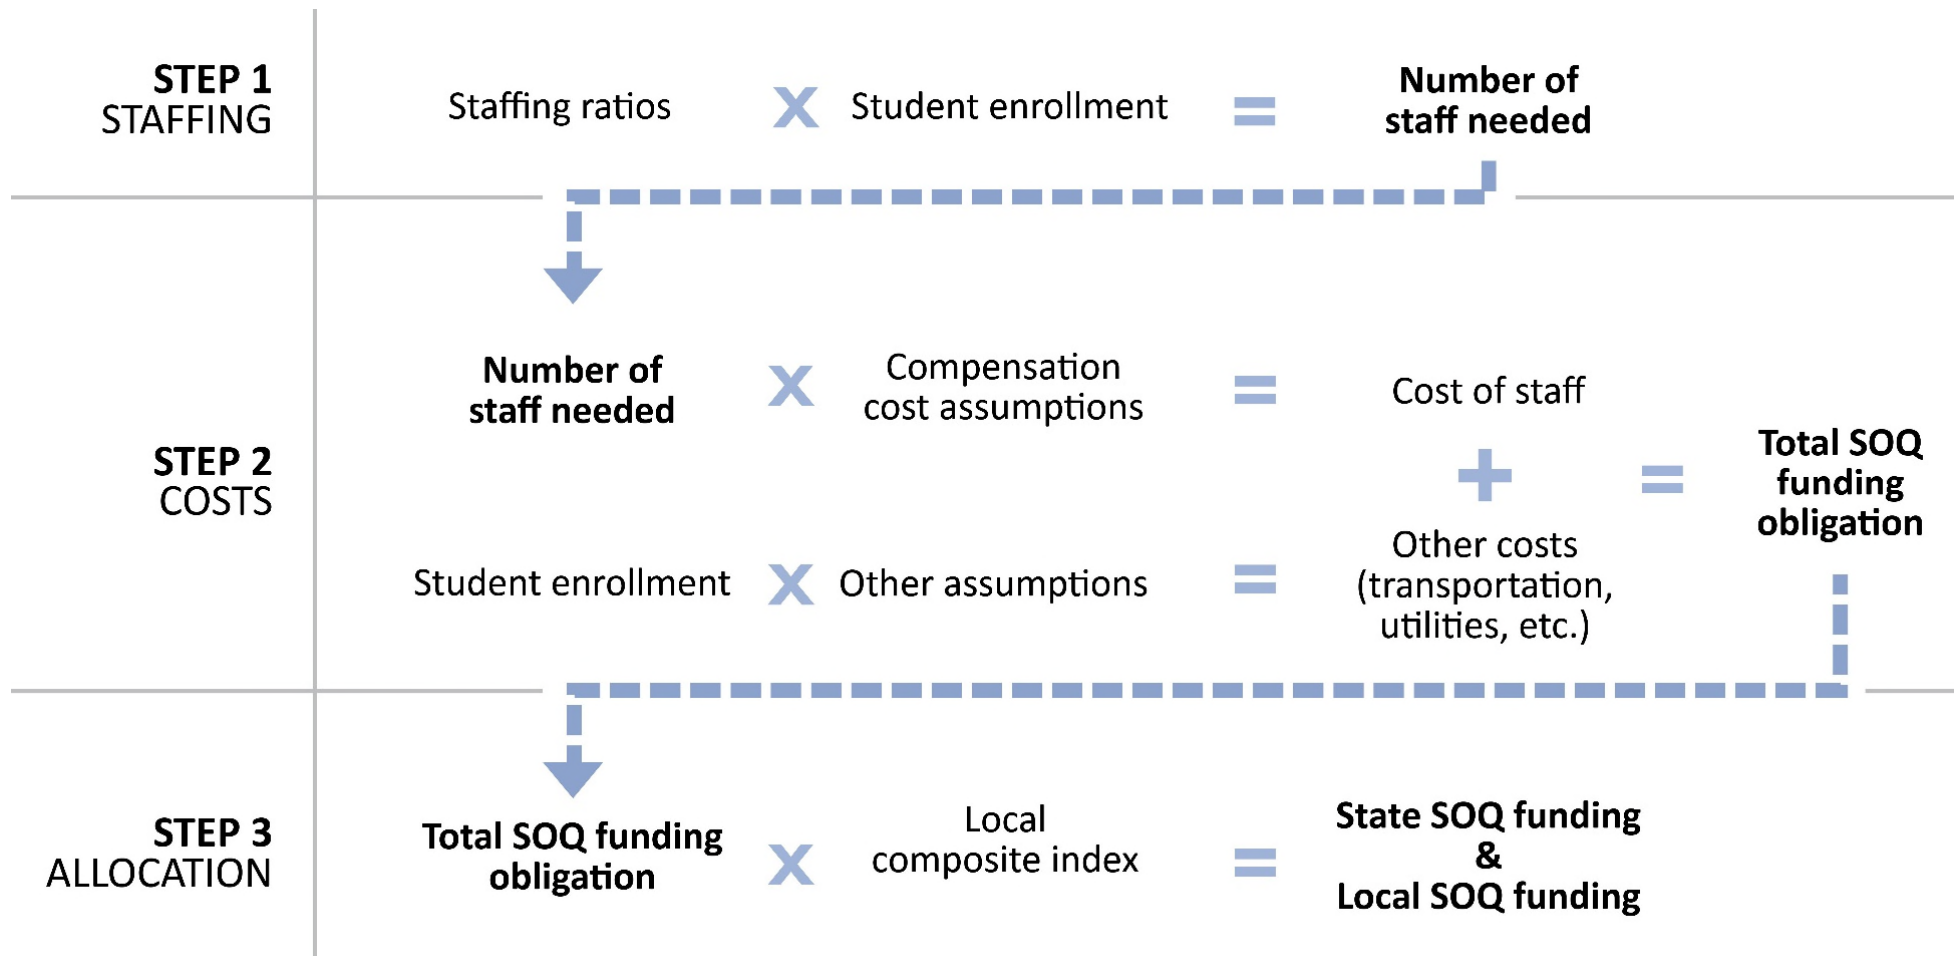 STEP 1
STAFFING
Staffing ratios X Student enrollment = Number of
staff needed
Number of
staff needed
X
Compensation
cost assumptions
=
Cost of staff
STEP 2
COSTS
+
=
Total SOQ
funding
obligation
Student enrollment X Other assumptions =
Other costs
(transportation,
utilities, etc.)
STEP 3
ALLOCATION
Total SOQ funding
obligation
X
Local
composite index
=
State SOQ funding
&
Local SOQ funding